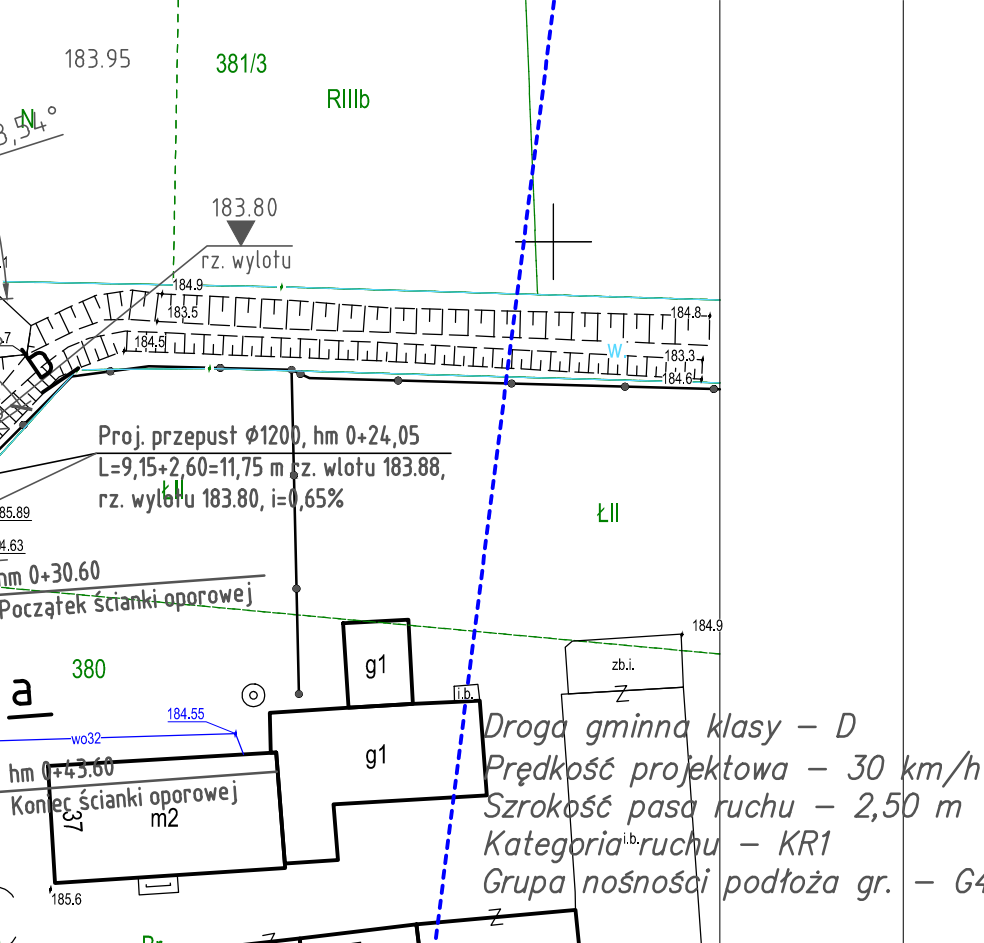 183.95
381/3
RIIIb
N
183.80
rz. wylotu
184.9
183.5
184.8
184.5
W
183.3
184.6
b
Proj. przepust Ø1200, hm 0+24,05
L=9,15+2,60=11,75 m rz. wlotu 183.88,
rz. wylotu 183.80, i=0,65%
ŁII
ŁII
85.89
4.63
hm 0+30.60
Początek ścianki oporowej
184.9
380
g1
zb.i.
a
i.b.
184.55
wo32
g1
Droga gminna klasy – D
Prędkość projektowa – 30 km/h
Szrokość pasa ruchu – 2,50 m
Kategoria ruchu – KR1
i.b.
Grupa nośności podłoża gr. – G4
hm 0+43.60
Koniec ścianki oporowej
37
m2
185.6